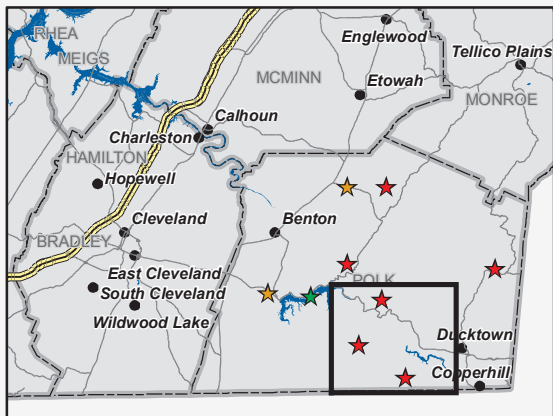 RHEA
Englewood
Tellico Plains
MEIGS
MCMINN
Etowah
MONROE
Calhoun
Charleston
HAMILTON
Hopewell
Cleveland
Benton
BRADLEY
East Cleveland
POLK
South Cleveland
Wildwood Lake
Ducktown
Copperhill